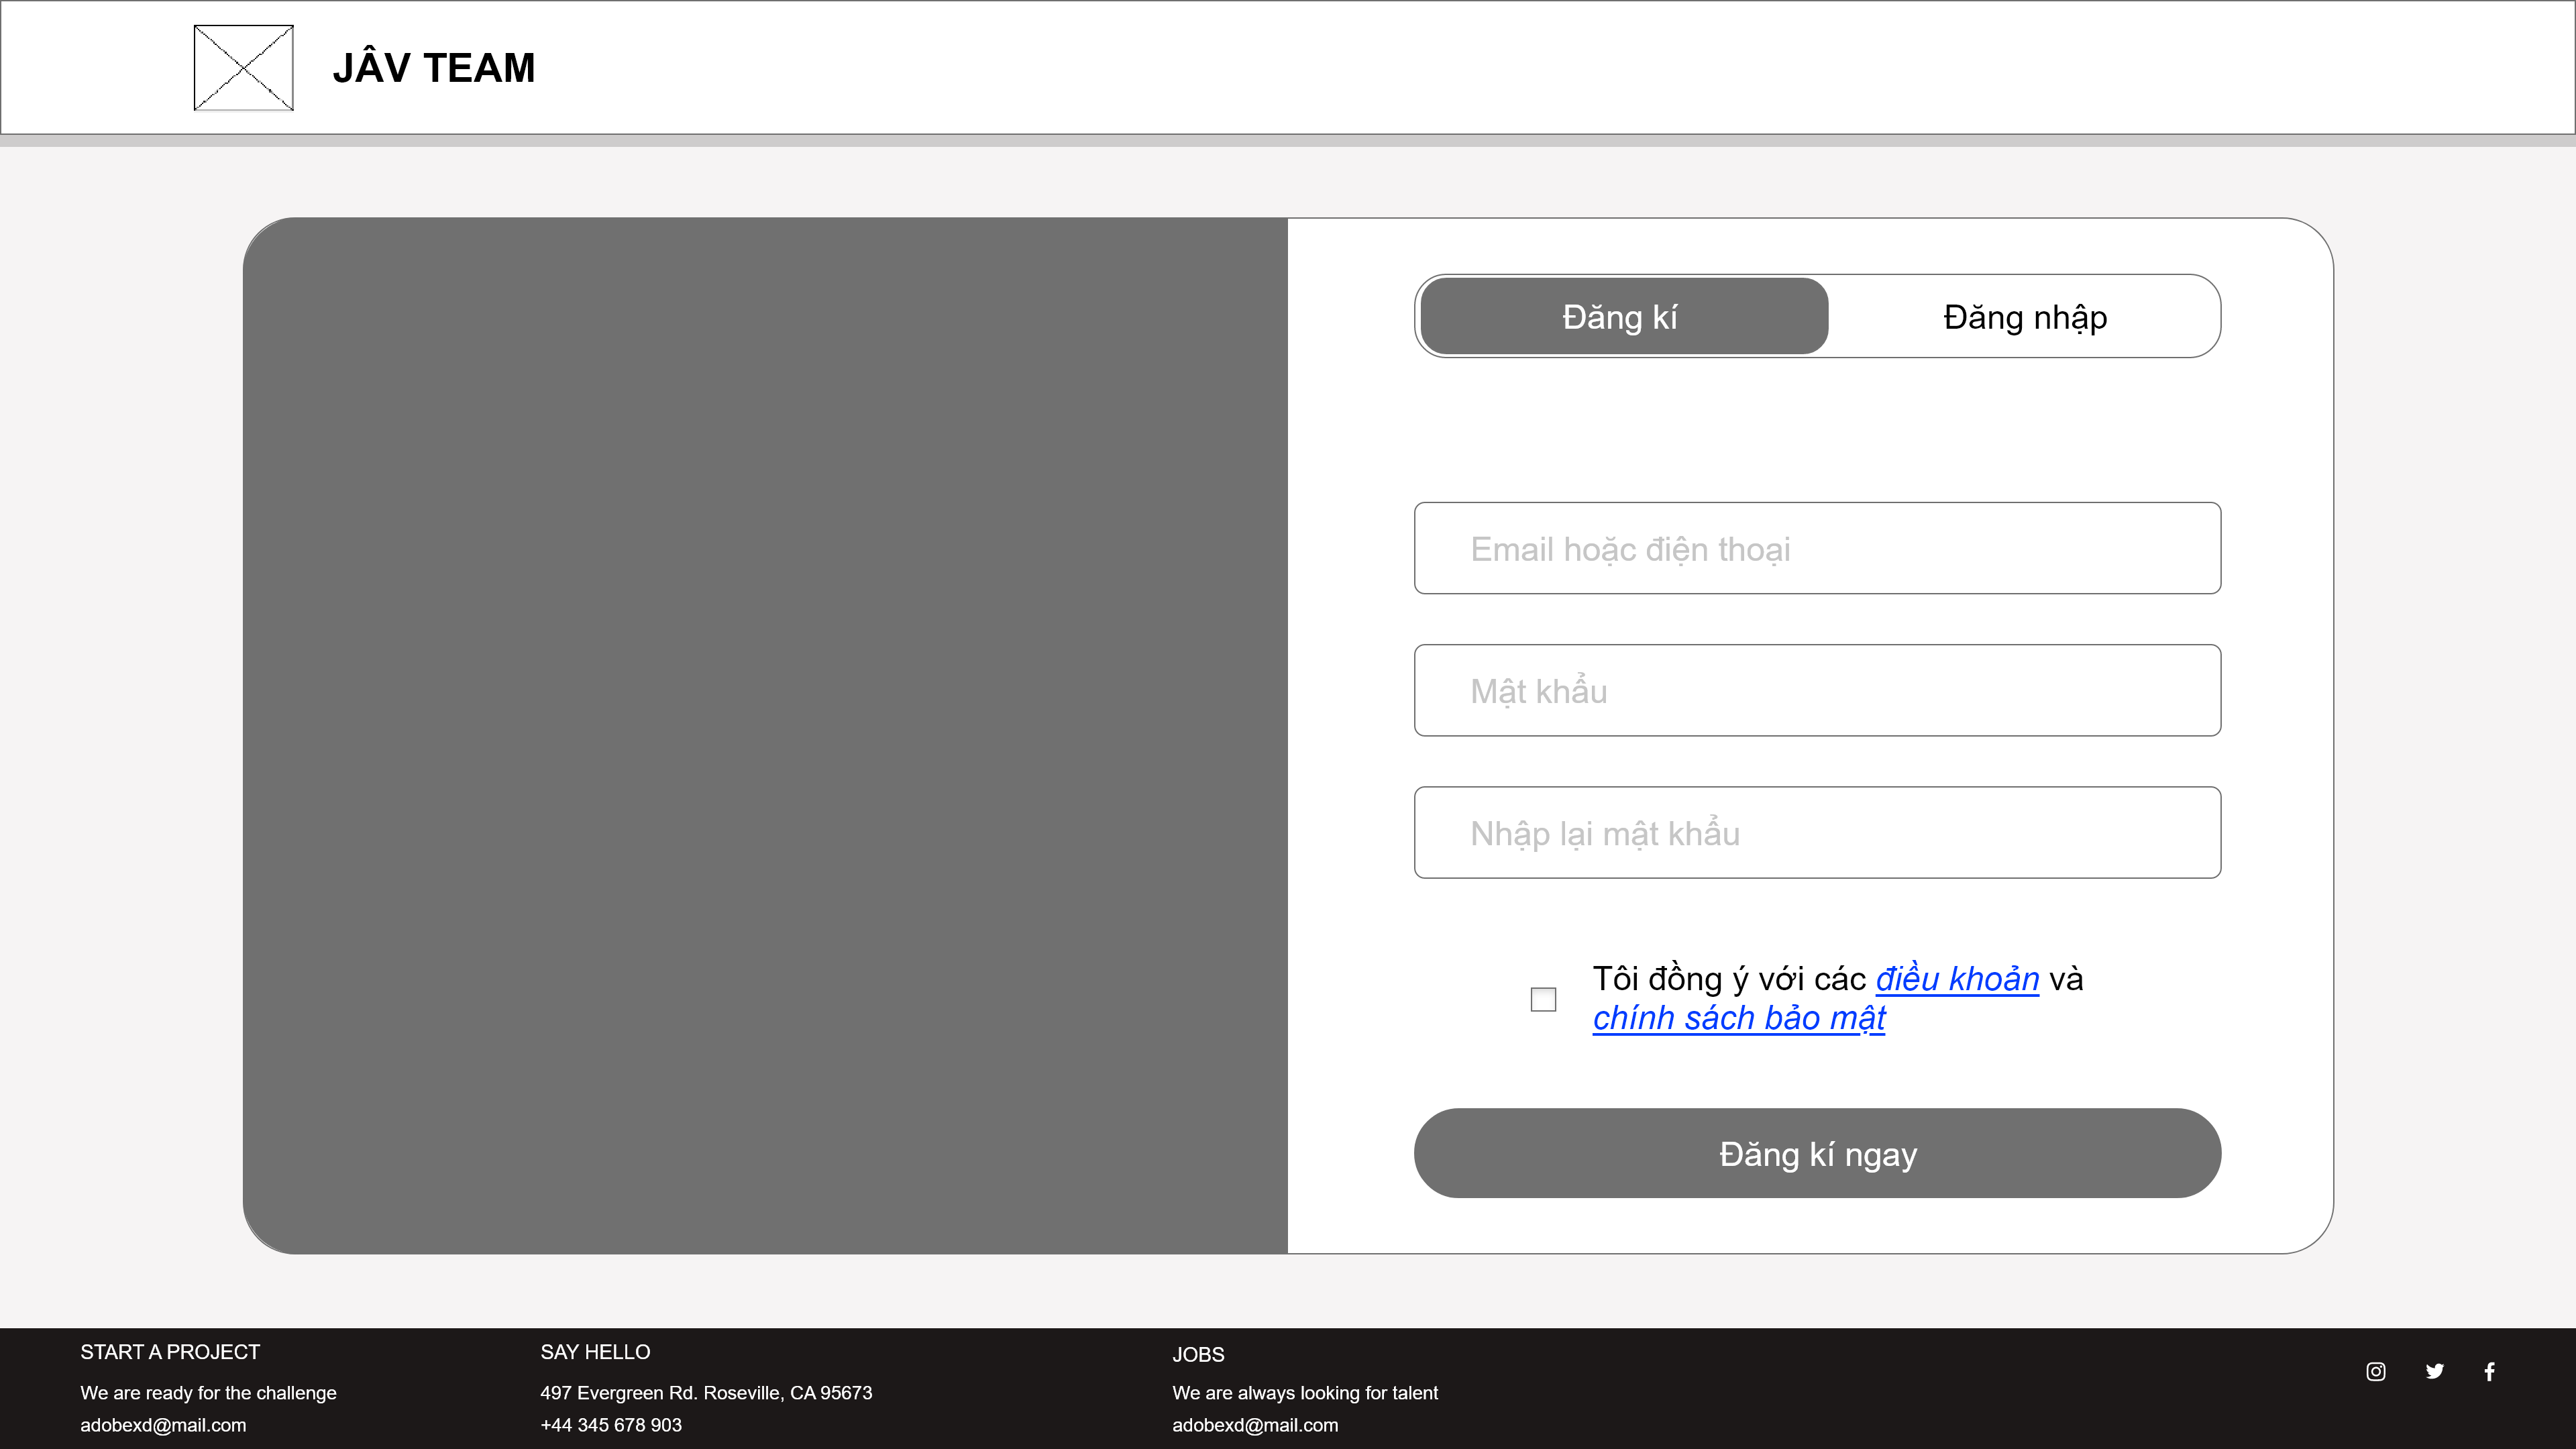 JÂV TEAM
Đăng kí
Đăng nhập
Email hoặc điện thoại
Mật khẩu
Nhập lại mật khẩu
Tôi đồng ý với các điều khoản và
chính sách bảo mật
Đăng kí ngay
START A PROJECT
We are ready for the challenge
adobexd@mail.com
SAY HELLO
497 Evergreen Rd. Roseville, CA 95673
+44 345 678 903
JOBS
We are always looking for talent
adobexd@mail.com